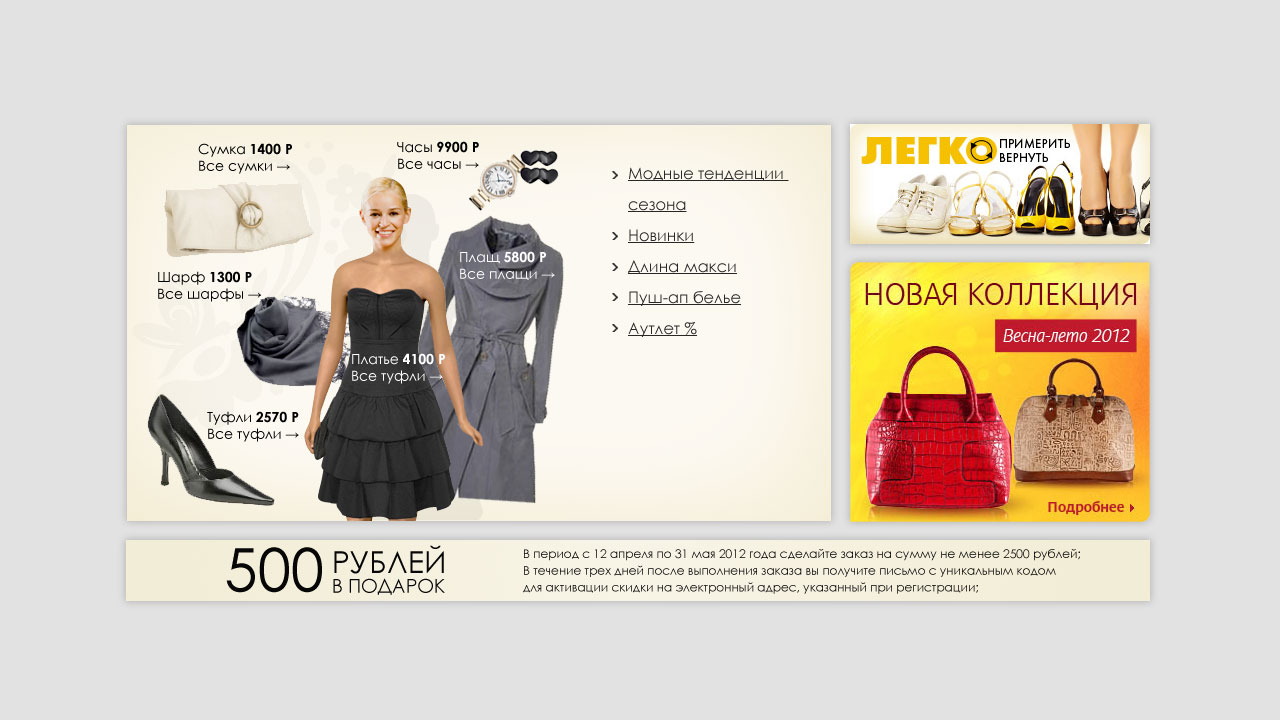 Сумка 1400 Р
Все сумки →
Часы 9900 Р
Все часы →
Плащ 5800 Р
Все плащи →
Шарф 1300 Р
Все шарфы →
Платье 4100 Р
Все туфли →
Туфли 2570 Р
Все туфли →
Модные тенденции
сезона
Новинки
Длина макси
Пуш-ап белье
Аутлет %
ЛЕГКО ПРИМЕРИТЬ
ВЕРНУТЬ
НОВАЯ КОЛЛЕКЦИЯ
Весна-лето 2012
Подробнее
500 РУБЛЕЙ
В ПОДАРОК
В период с 12 апреля по 31 мая 2012 года сделайте заказ на сумму не менее 2500 рублей;
В течение трех дней после выполнения заказа вы получите письмо с уникальным кодом
для активации скидки на электронный адрес, указанный при регистрации;